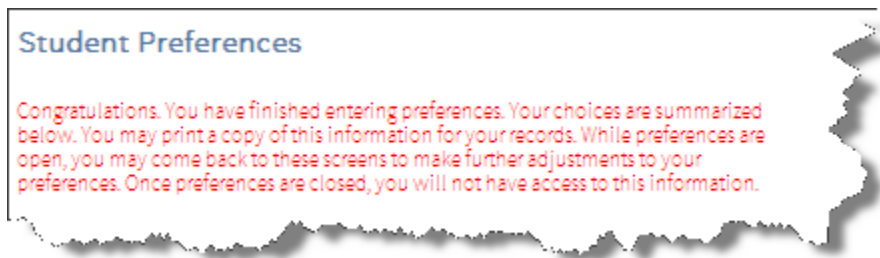 Student Preferences
Congratulations. You have finished entering preferences. Your choices are summarized
below. You may print a copy of this information for your records. While preferences are
open, you may come back to these screens to make further adjustments to your
preferences. Once preferences are closed, you will not have access to this information.